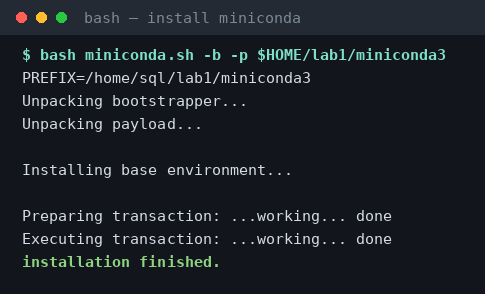 bash — install miniconda
$ bash miniconda.sh -b -p $HOME/lab1/miniconda3
PREFIX=/home/sql/lab1/miniconda3
Unpacking bootstrapper...
Unpacking payload...
Installing base environment...
Preparing transaction: ...working... done
Executing transaction: ...working... done
installation finished.